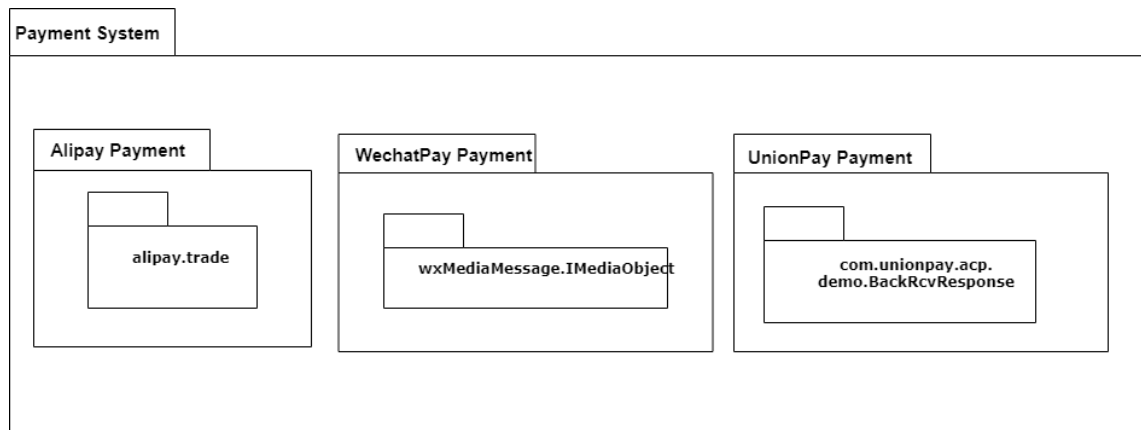 Payment System
Alipay Payment
WechatPay Payment
UnionPay Payment
alipay.trade
wxMediaMessage.IMediaObject
com.unionpay.acp.
demo.BackRcvResponse